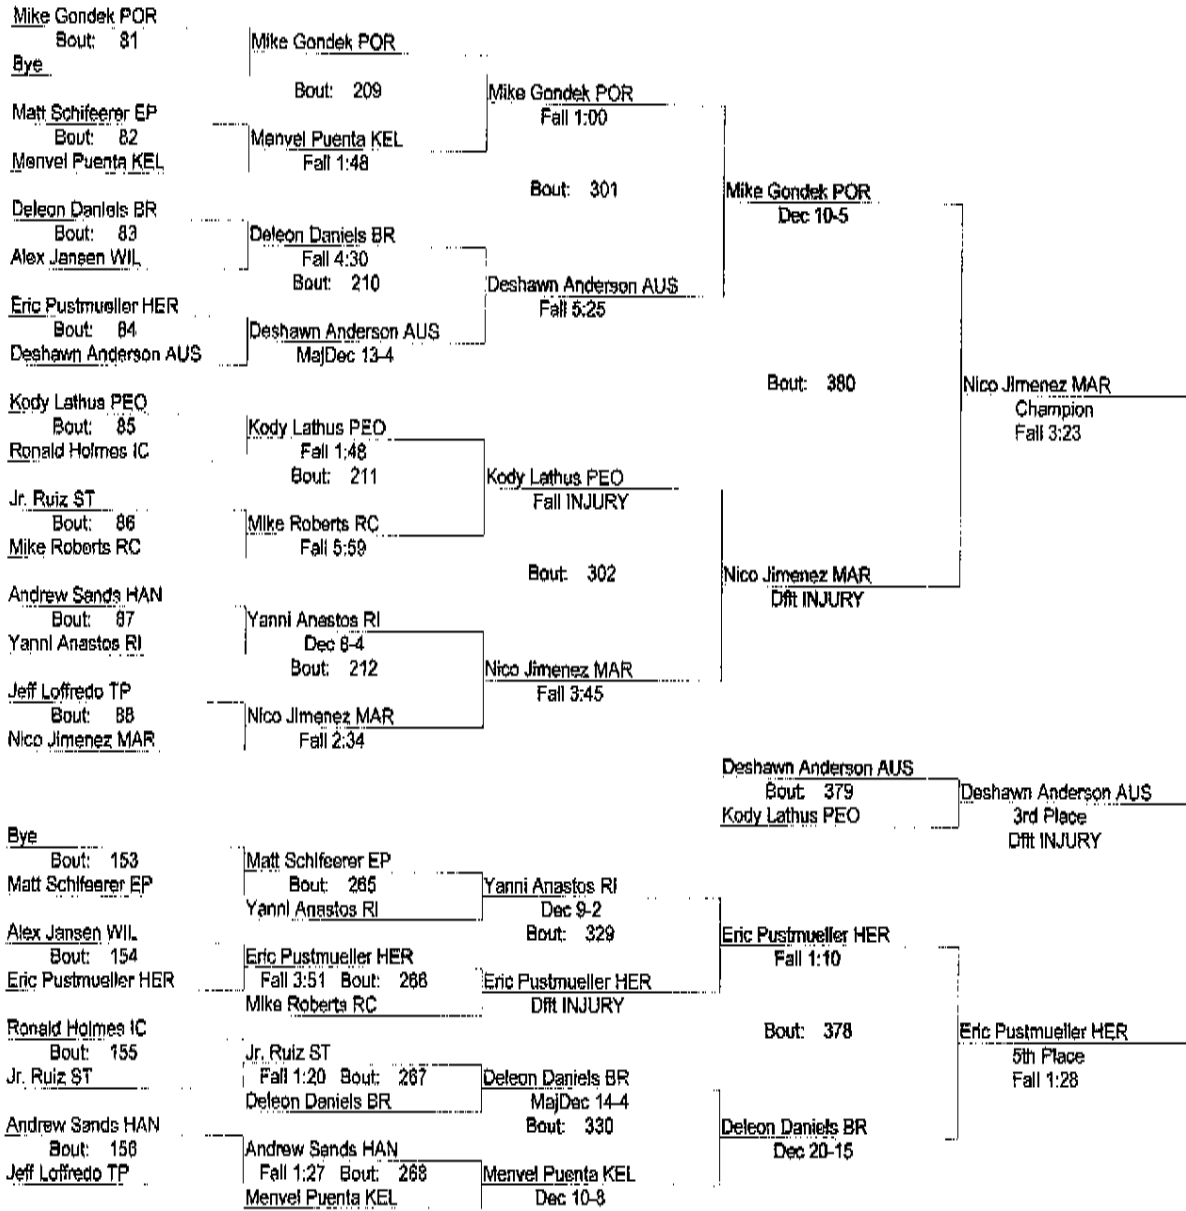 Mike Gondek POR
Bout: 81
Bye
Mike Gondek POR
Bout: 209
Matt Schifeerer EP
Bout: 82
Menvel Puenta KEL
Menvel Puenta KEL
Fall 1:48
Mike Gondek POR
Fall 1:00
Bout: 301
Deleon Daniels BR
Bout: 83
Alex Jansen WIL
Deleon Daniels BR
Fall 4:30
Bout: 210
Eric Pustmueller HER
Bout: 84
Deshawn Anderson AUS
Deshawn Anderson AUS
MajDec 13-4
Deshawn Anderson AUS
Fall 5:25
Mike Gondek POR
Dec 10-5
Bout: 380
Kody Lathus PEO
Bout: 85
Ronald Holmes IC
Kody Lathus PEO
Fall 1:48
Bout: 211
Jr. Ruiz ST
Bout: 86
Mike Roberts RC
Mike Roberts RC
Fall 5:59
Kody Lathus PEO
Fall INJURY
Bout: 302
Andrew Sands HAN
Bout: 87
Yanni Anastos RI
Yanni Anastos RI
Dec 8-4
Bout: 212
Jeff Loffredo TP
Bout: 88
Nico Jimenez MAR
Nico Jimenez MAR
Fall 2:34
Nico Jimenez MAR
Fall 3:45
Nico Jimenez MAR
Dflt INJURY
Nico Jimenez MAR
Champion
Fall 3:23
Deshawn Anderson AUS
Bout: 379
Kody Lathus PEO
Deshawn Anderson AUS
3rd Place
Dflt INJURY
Bye
Bout: 153
Matt Schifeerer EP
Matt Schifeerer EP
Bout: 265
Yanni Anastos RI
Yanni Anastos RI
Dec 9-2
Bout: 329
Alex Jansen WIL
Bout: 154
Eric Pustmueller HER
Eric Pustmueller HER
Fall 3:51 Bout: 266
Mike Roberts RC
Eric Pustmueller HER
Dflt INJURY
Eric Pustmueller HER
Fall 1:10
Bout: 378
Ronald Holmes IC
Bout: 155
Jr. Ruiz ST
Jr. Ruiz ST
Fall 1:20 Bout: 267
Deleon Daniels BR
Deleon Daniels BR
MajDec 14-4
Bout: 330
Andrew Sands HAN
Bout: 156
Jeff Loffredo TP
Andrew Sands HAN
Fall 1:27 Bout: 268
Menvel Puenta KEL
Menvel Puenta KEL
Dec 10-8
Deleon Daniels BR
Dec 20-15
Eric Pustmueller HER
5th Place
Fall 1:28